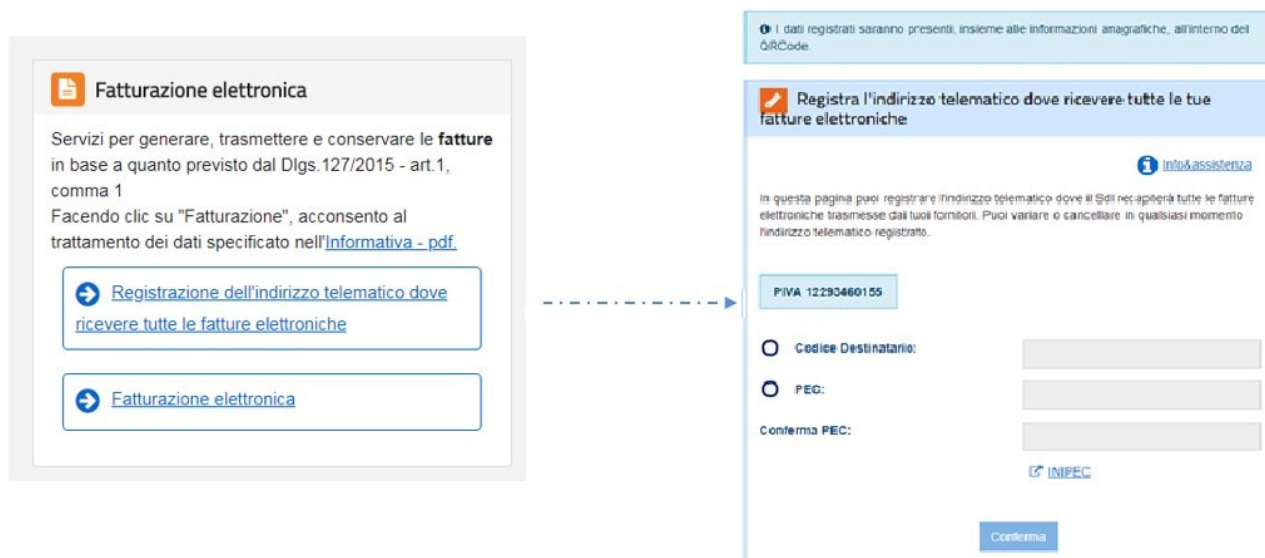 Fatturazione elettronica
Servizi per generare, trasmettere e conservare le fatture
in base a quanto previsto dal Dlgs.127/2015 - art.1,
comma 1
Facendo clic su "Fatturazione", acconsento al
trattamento dei dati specificato nell'Informativa - pdf.
Registrazione dell'indirizzo telematico dove
ricevere tutte le fatture elettroniche
Fatturazione elettronica
I dati registrati saranno presenti, insieme alle informazioni anagrafiche, all'interno del
QRCode.
Registra l'indirizzo telematico dove ricevere tutte le tue
fatture elettroniche
Info&assistenza
In questa pagina puoi registrare l'indirizzo telematico dove il SdI recapiterà tutte le fatture
elettroniche trasmesse dai tuoi fornitori. Puoi variare o cancellare in qualsiasi momento
l'indirizzo telematico registrato.
PIVA 12293460155
Codice Destinatario:
PEC:
Conferma PEC:
INIPEC
Conferma